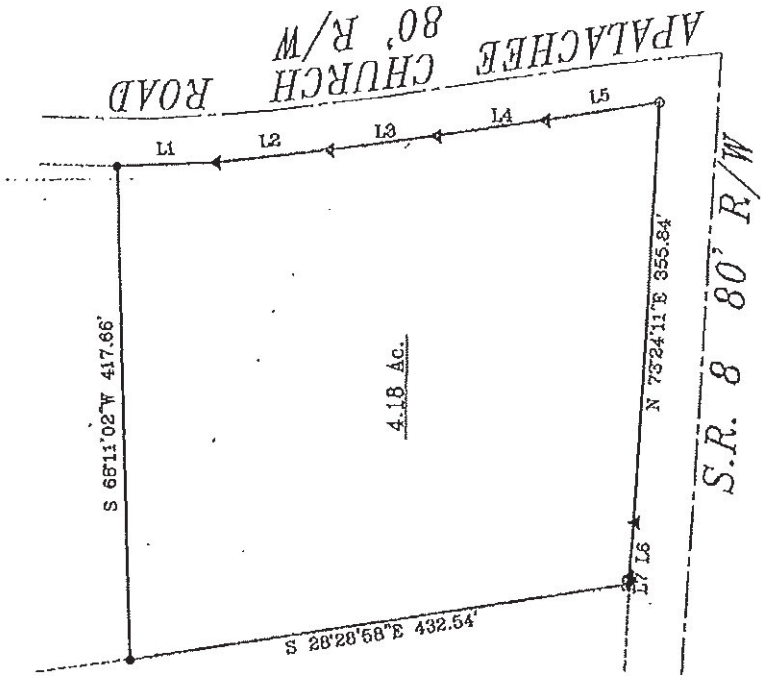 APALACHEE CHURCH ROAD
80' R/W
L1
L2
L3
L4
L5
S 68°11'02"W 417.66'
4.18 Ac.
N 73°24'11"E 355.84'
S.R. 8 80' R/W
L6
L7
S 28°28'58"E 432.54'